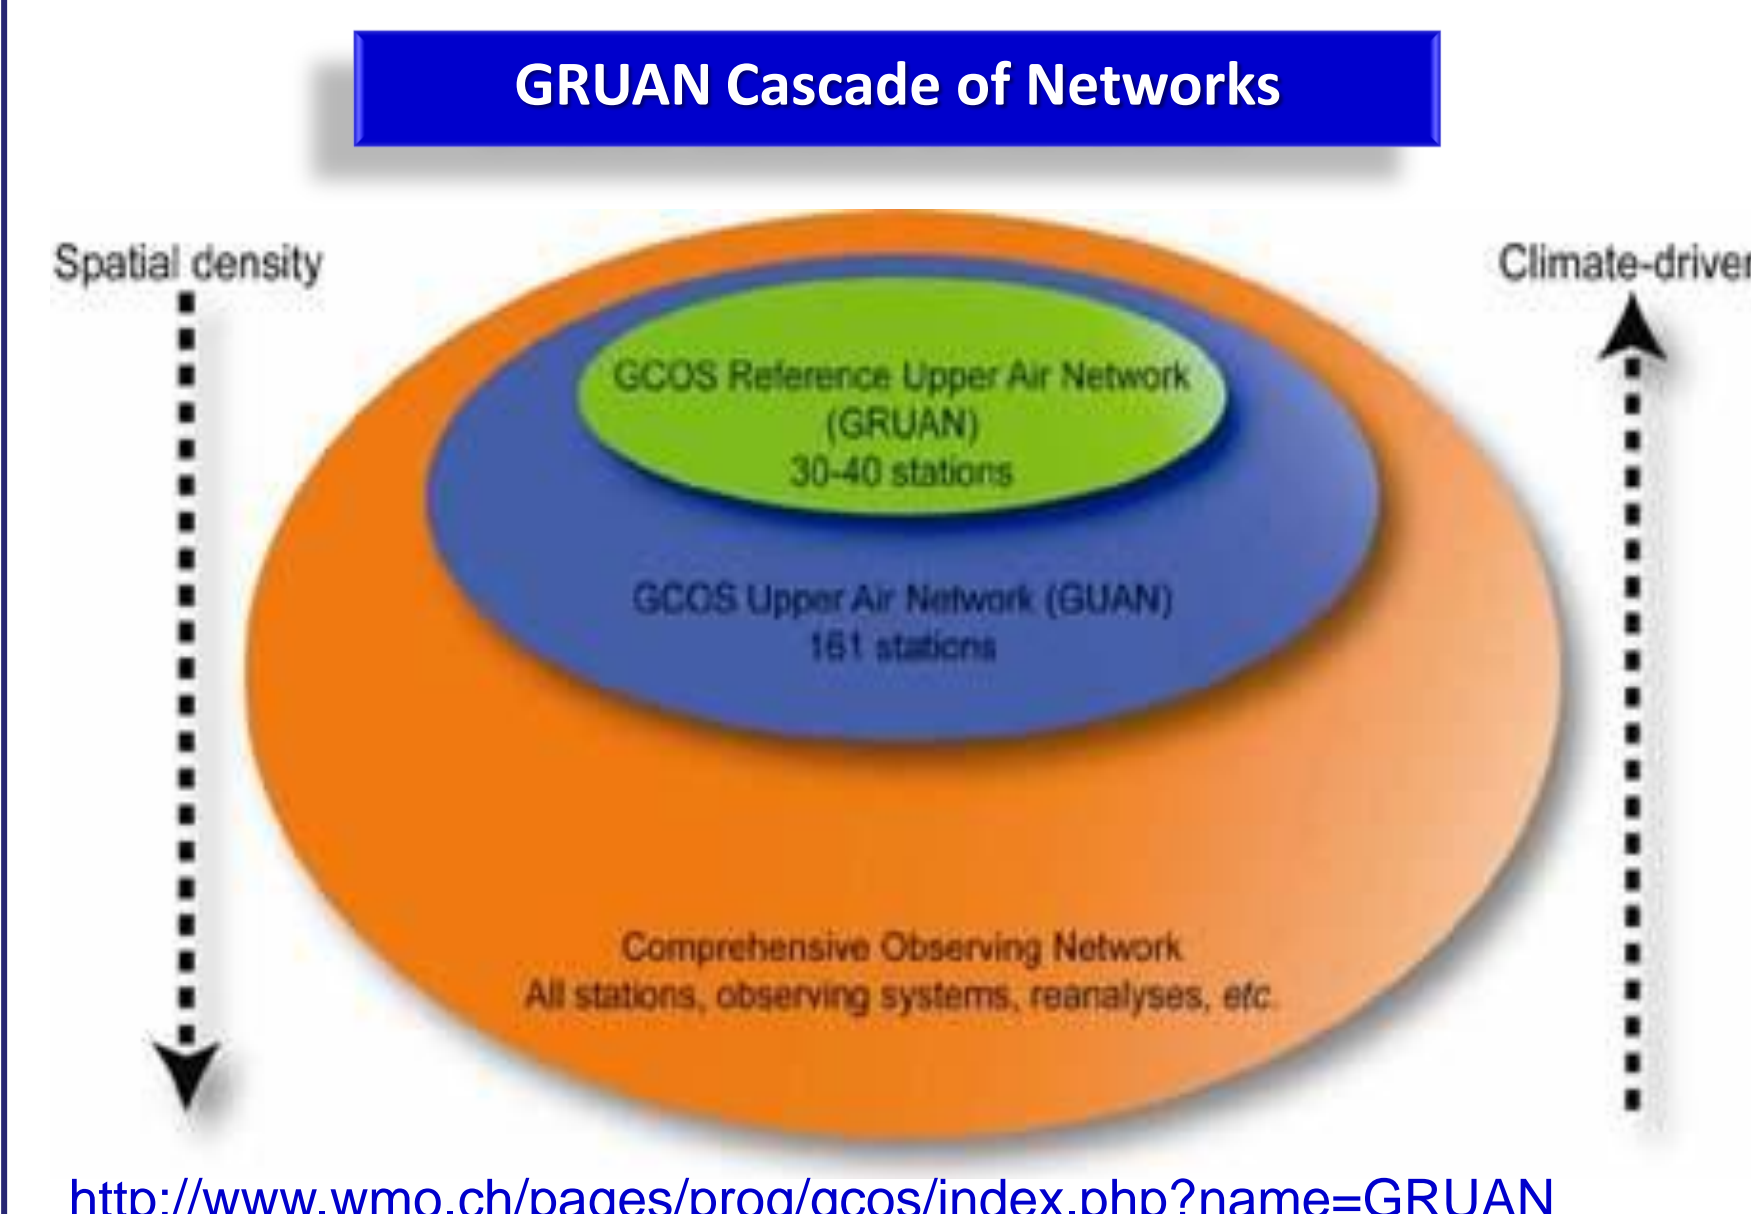 GRUAN Cascade of Networks
Spatial density
Climate-driven
GCOS Reference Upper Air Network
(GRUAN)
30-40 stations
GCOS Upper Air Network (GUAN)
161 stations
Comprehensive Observing Network
All stations, observing systems, reanalyses, etc.
http://www.wmo.ch/pages/prog/gcos/index.php?name=GRUAN